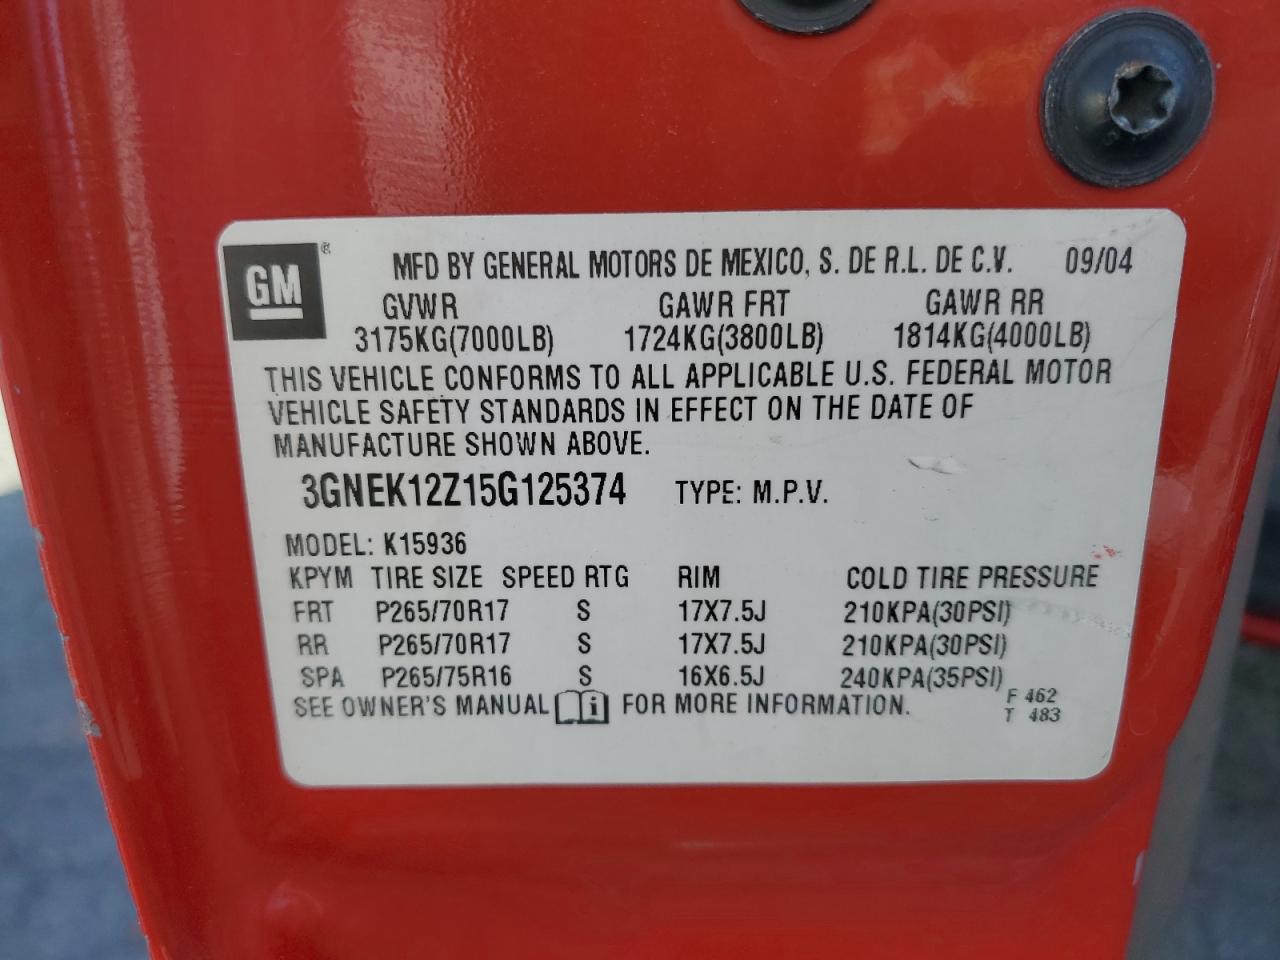 GM ®
MFD BY GENERAL MOTORS DE MEXICO, S. DE R.L. DE C.V. 09/04
GVWR GAWR FRT GAWR RR
3175KG(7000LB) 1724KG(3800LB) 1814KG(4000LB)
THIS VEHICLE CONFORMS TO ALL APPLICABLE U.S. FEDERAL MOTOR
VEHICLE SAFETY STANDARDS IN EFFECT ON THE DATE OF
MANUFACTURE SHOWN ABOVE.
3GNEK12Z15G125374 TYPE: M.P.V.
MODEL: K15936
KPYM TIRE SIZE SPEED RTG RIM COLD TIRE PRESSURE
FRT P265/70R17 S 17X7.5J 210KPA(30PSI)
RR P265/70R17 S 17X7.5J 210KPA(30PSI)
SPA P265/75R16 S 16X6.5J 240KPA(35PSI)
SEE OWNER'S MANUAL i FOR MORE INFORMATION.
F 462
T 483